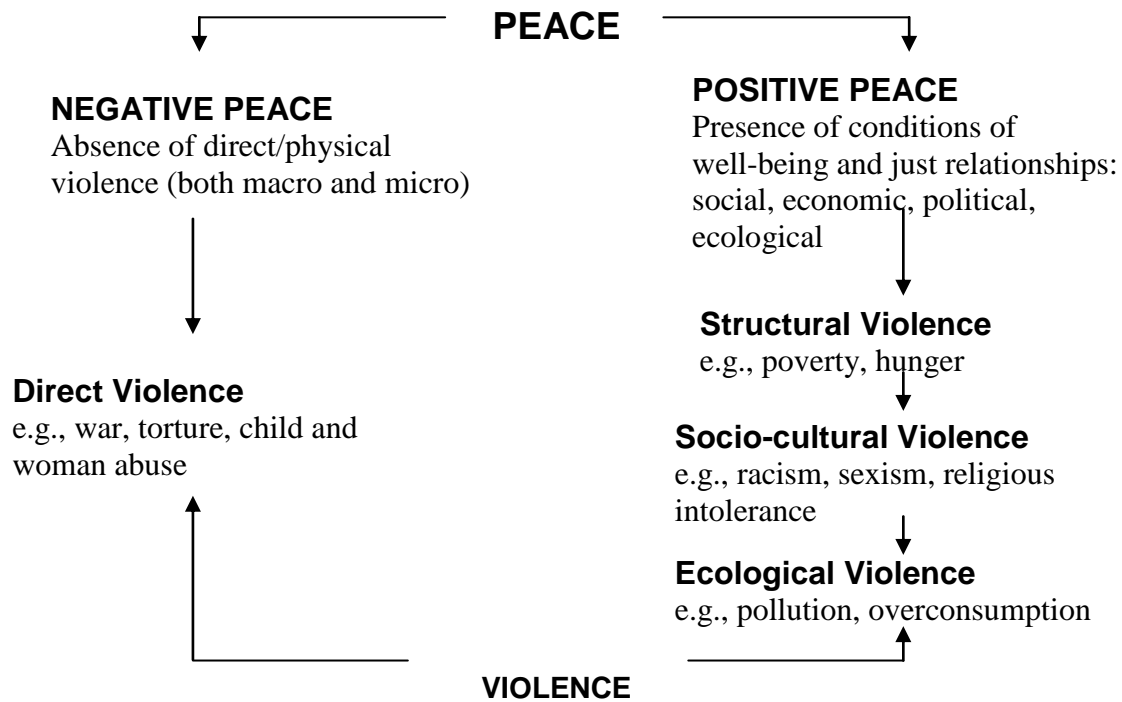 PEACE
NEGATIVE PEACE
Absence of direct/physical
violence (both macro and micro)
POSITIVE PEACE
Presence of conditions of
well-being and just relationships:
social, economic, political,
ecological
Direct Violence
e.g., war, torture, child and
woman abuse
Structural Violence
e.g., poverty, hunger
Socio-cultural Violence
e.g., racism, sexism, religious
intolerance
Ecological Violence
e.g., pollution, overconsumption
VIOLENCE